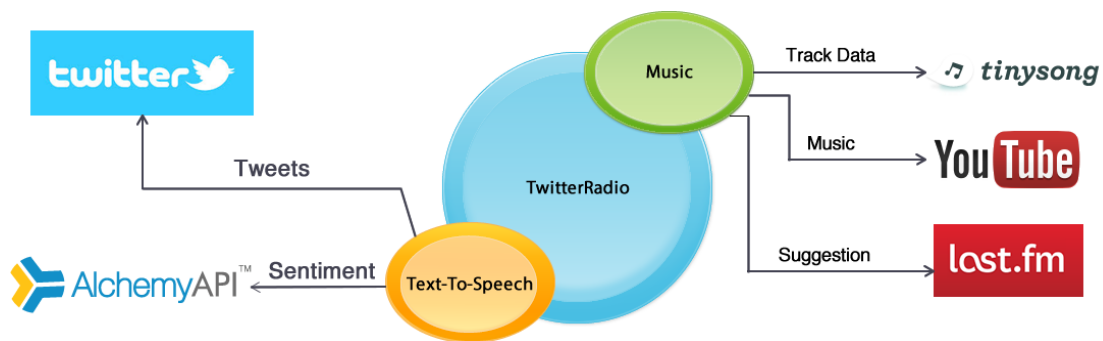 twitter
Tweets
AlchemyAPI™
Sentiment
Text-To-Speech
TwitterRadio
Music
Track Data
tinysong
Music
YouTube
Suggestion
last.fm